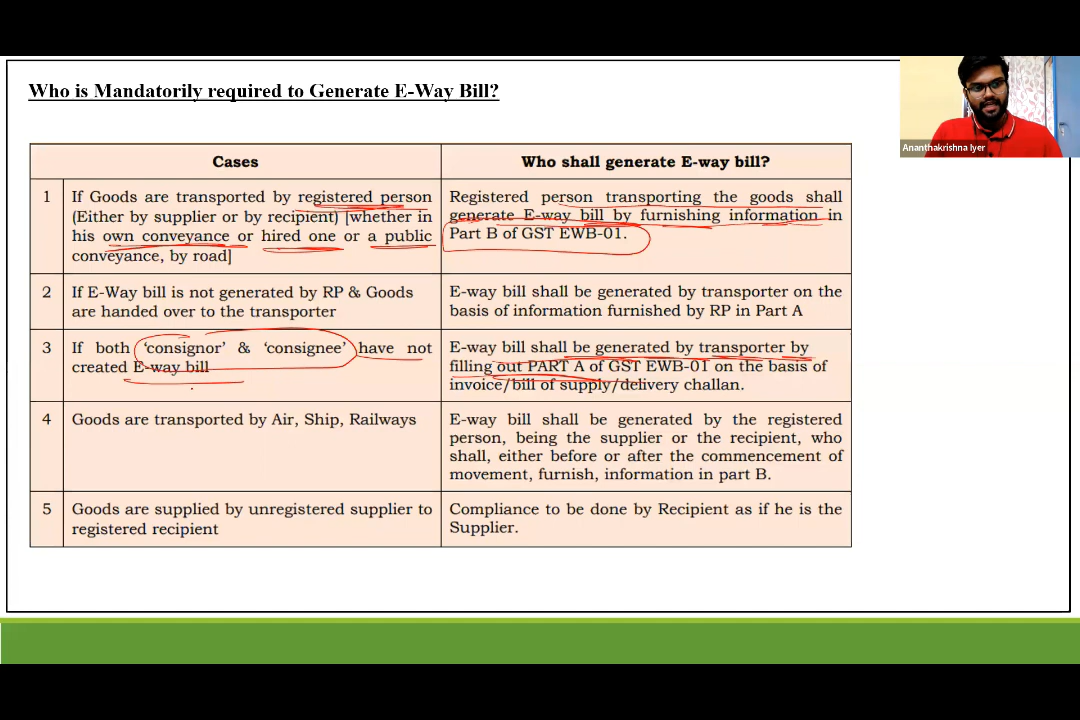 Who is Mandatorily required to Generate E-Way Bill?
Ananthakrishna Iyer
Cases
Who shall generate E-way bill?
1
If Goods are transported by registered person
(Either by supplier or by recipient) [whether in
his own conveyance or hired one or a public
conveyance, by road]
Registered person transporting the goods shall
generate E-way bill by furnishing information in
Part B of GST EWB-01.
2
If E-Way bill is not generated by RP & Goods
are handed over to the transporter
E-way bill shall be generated by transporter on the
basis of information furnished by RP in Part A
3
If both ‘consignor’ & ‘consignee’ have not
created E-way bill
E-way bill shall be generated by transporter by
filling out PART A of GST EWB-01 on the basis of
invoice/bill of supply/delivery challan.
4
Goods are transported by Air, Ship, Railways
E-way bill shall be generated by the registered
person, being the supplier or the recipient, who
shall, either before or after the commencement of
movement, furnish, information in part B.
5
Goods are supplied by unregistered supplier to
registered recipient
Compliance to be done by Recipient as if he is the
Supplier.